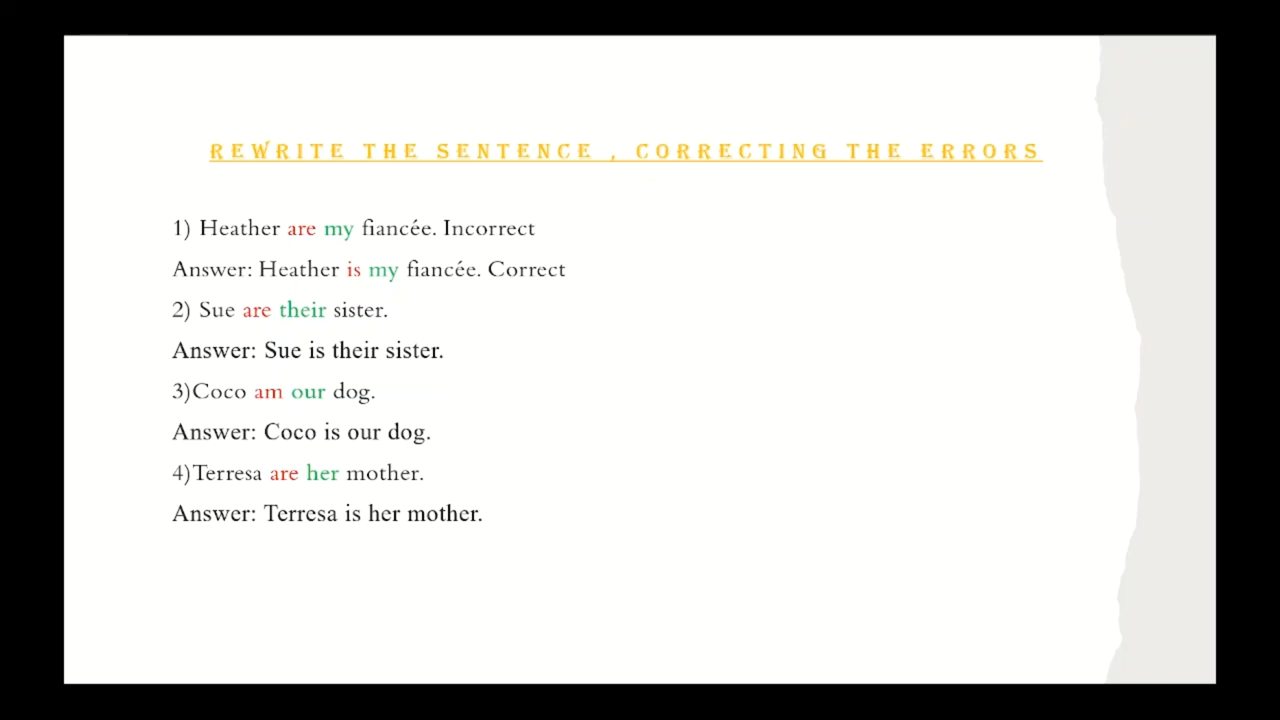 REWRITE THE SENTENCE , CORRECTING THE ERRORS
1) Heather are my fiancée. Incorrect
Answer: Heather is my fiancée. Correct
2) Sue are their sister.
Answer: Sue is their sister.
3)Coco am our dog.
Answer: Coco is our dog.
4)Terresa are her mother.
Answer: Terresa is her mother.